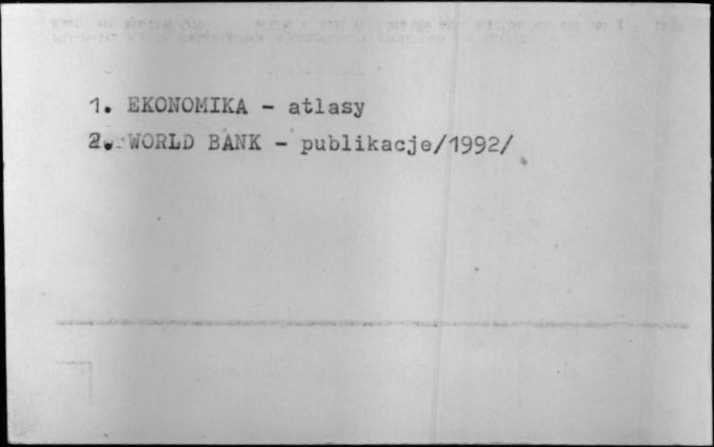 1. EKONOMIKA - atlasy
2. WORLD BANK - publikacje/1992/